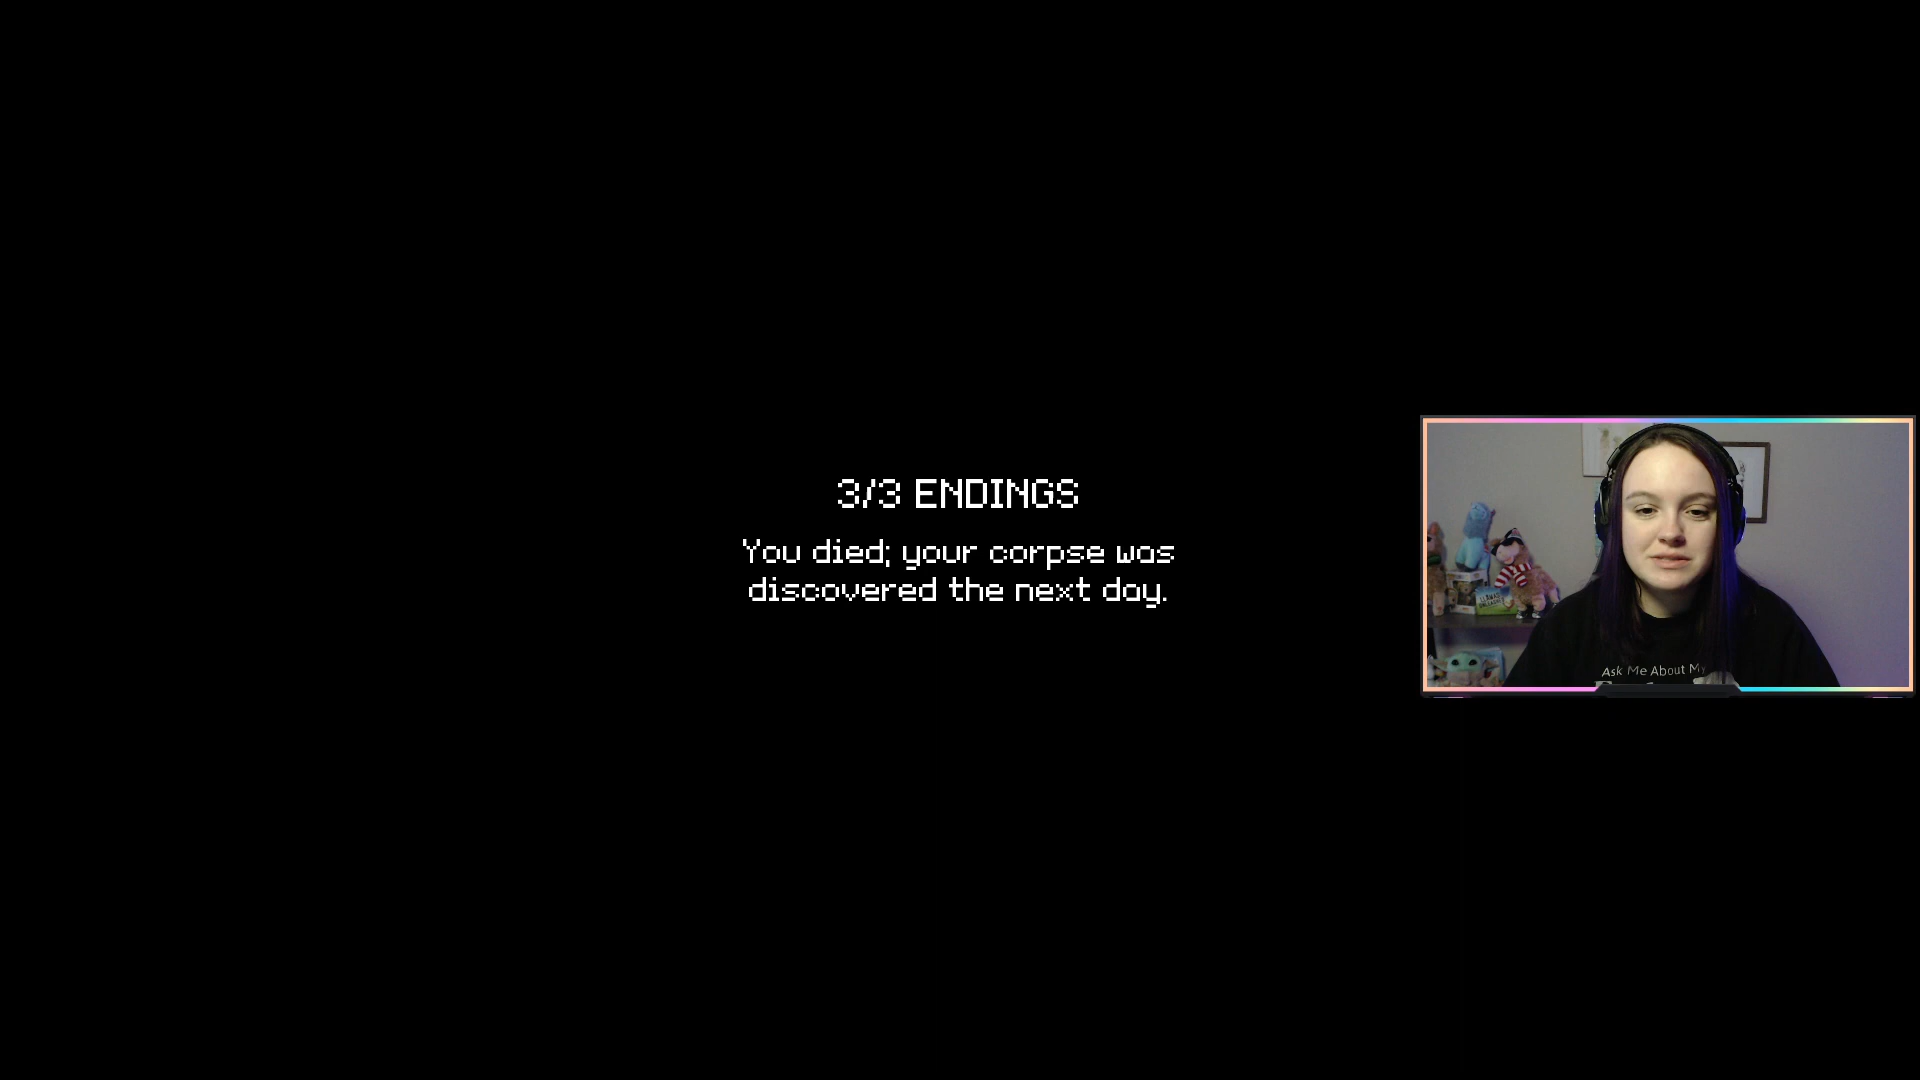 3/3 ENDINGS
You died; your corpse was
discovered the next day.
Ask Me About My